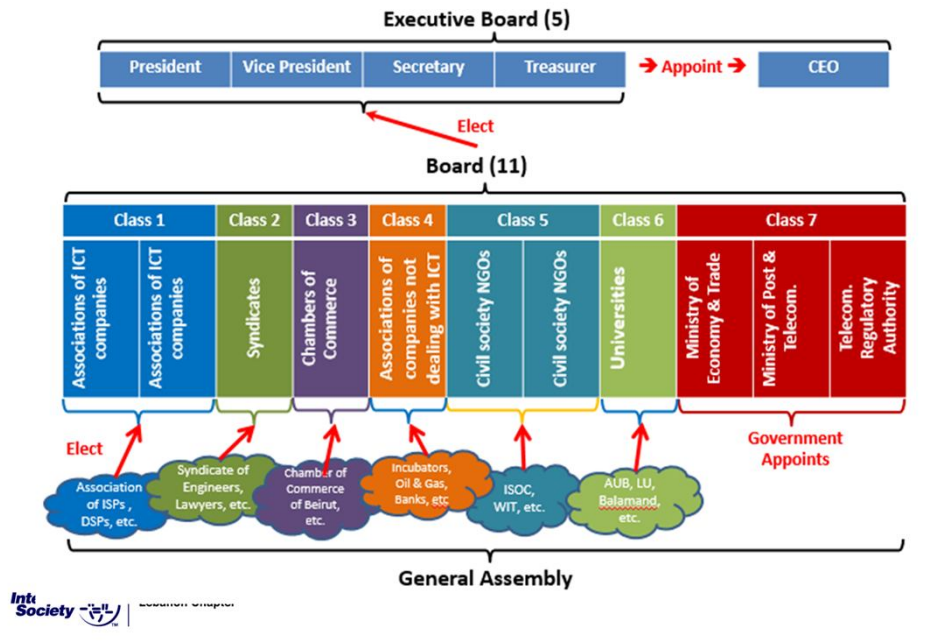 Executive Board (5)
President
Vice President
Secretary
Treasurer
Appoint
CEO
Elect
Board (11)
Class 1
Class 2
Class 3
Class 4
Class 5
Class 6
Class 7
Associations of ICT
companies
Associations of ICT
companies
Syndicates
Chambers of
Commerce
Associations of
companies not
dealing with ICT
Civil society NGOs
Civil society NGOs
Universities
Ministry of
Economy & Trade
Ministry of Post &
Telecom.
Telecom.
Regulatory
Authority
Elect
Government
Appoints
Association
of ISPs ,
DSPs, etc.
Syndicate of
Engineers,
Lawyers, etc.
Chamber of
Commerce
of Beirut,
etc.
Incubators,
Oil & Gas,
Banks, etc
ISOC,
WIT, etc.
AUB, LU,
Balamand,
etc.
General Assembly
Society